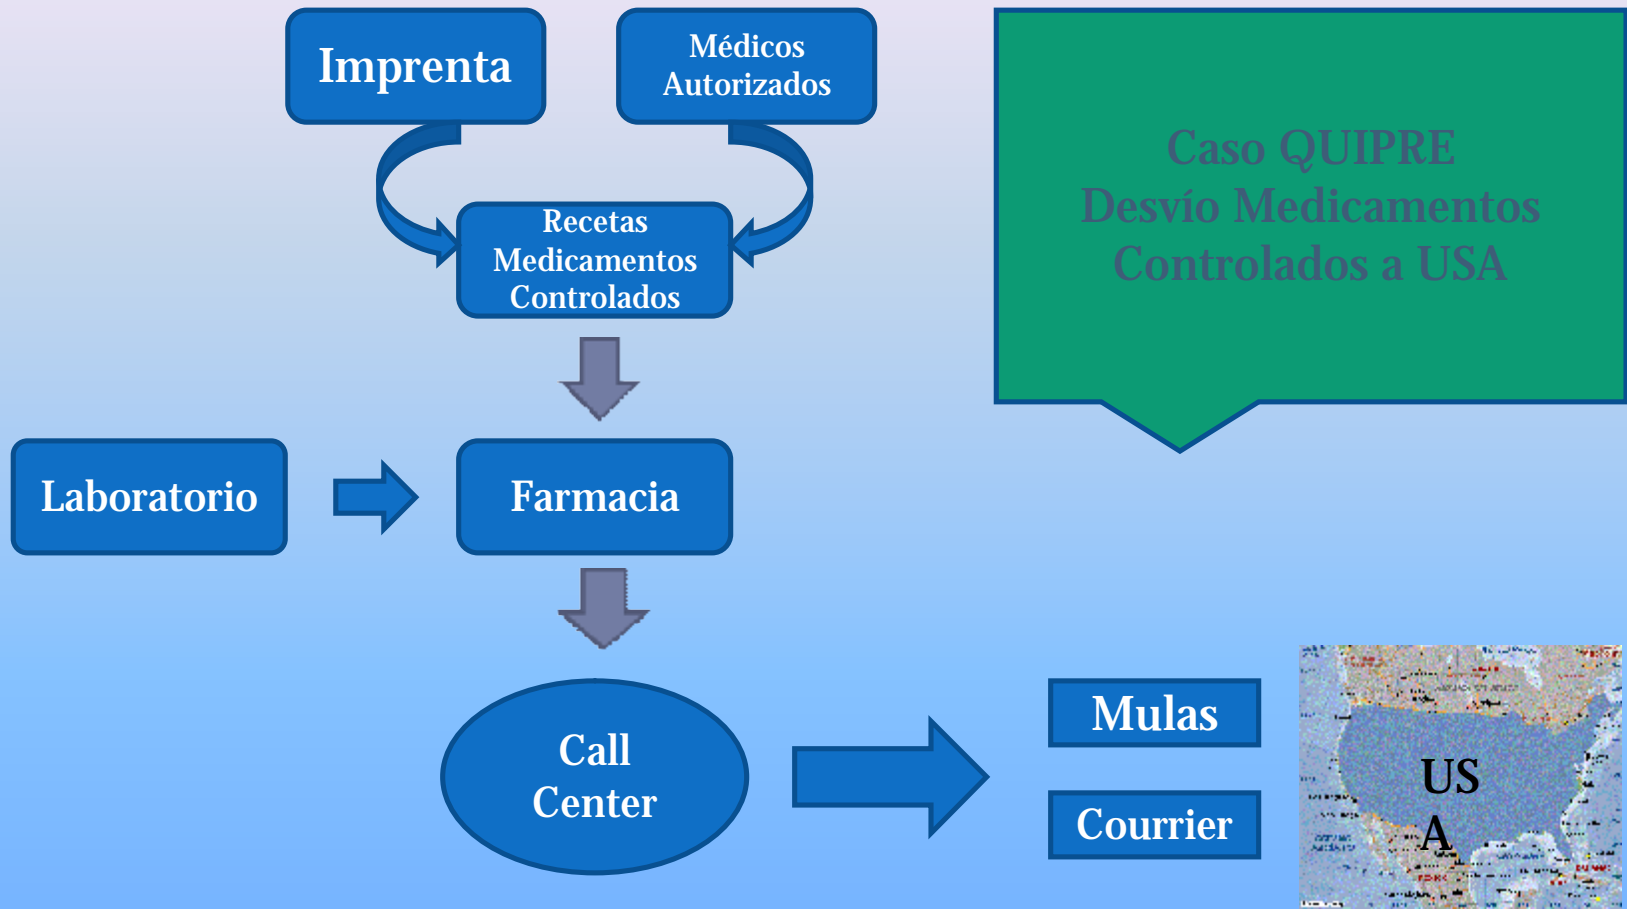 Imprenta
Médicos
Autorizados
Caso QUIPRE
Desvío Medicamentos
Controlados a USA
Recetas
Medicamentos
Controlados
Laboratorio
Farmacia
Call
Center
Mulas
Courrier
US
A